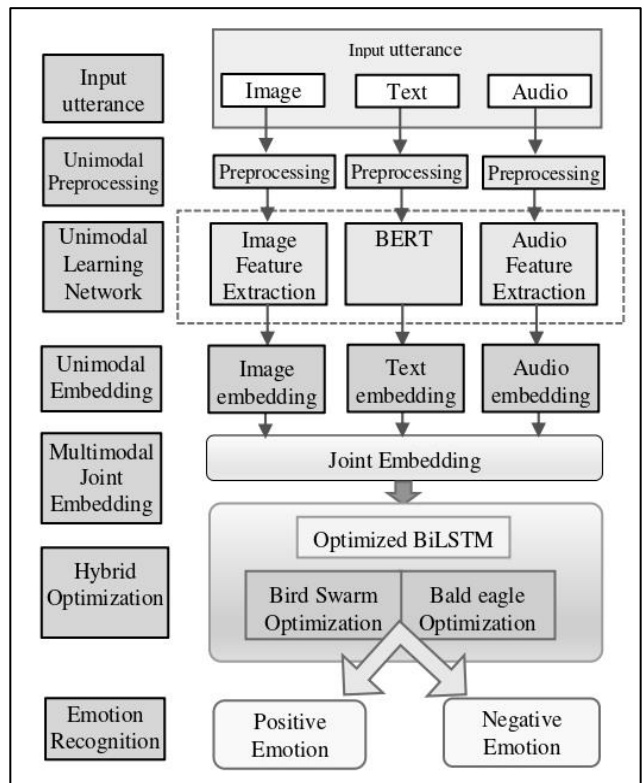 Input utterance
Input
utterance
Image
Text
Audio
Unimodal
Preprocessing
Preprocessing
Preprocessing
Preprocessing
Unimodal
Learning
Network
Image
Feature
Extraction
BERT
Audio
Feature
Extraction
Unimodal
Embedding
Image
embedding
Text
embedding
Audio
embedding
Multimodal
Joint
Embedding
Joint Embedding
Optimized BiLSTM
Hybrid
Optimization
Bird Swarm
Optimization
Bald eagle
Optimization
Emotion
Recognition
Positive
Emotion
Negative
Emotion